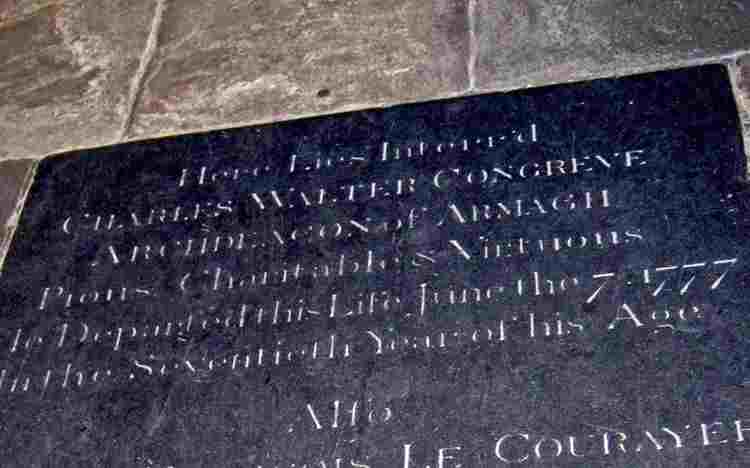 Here Lies Interr'd
CHARLES WALTER CONGREVE
ARCHDEACON of ARMAGH
Pious Charitable & Virtuous
He Departed this Life June the 7. 1777
In the Seventieth Year of his Age
Alſo
LE COURAYER